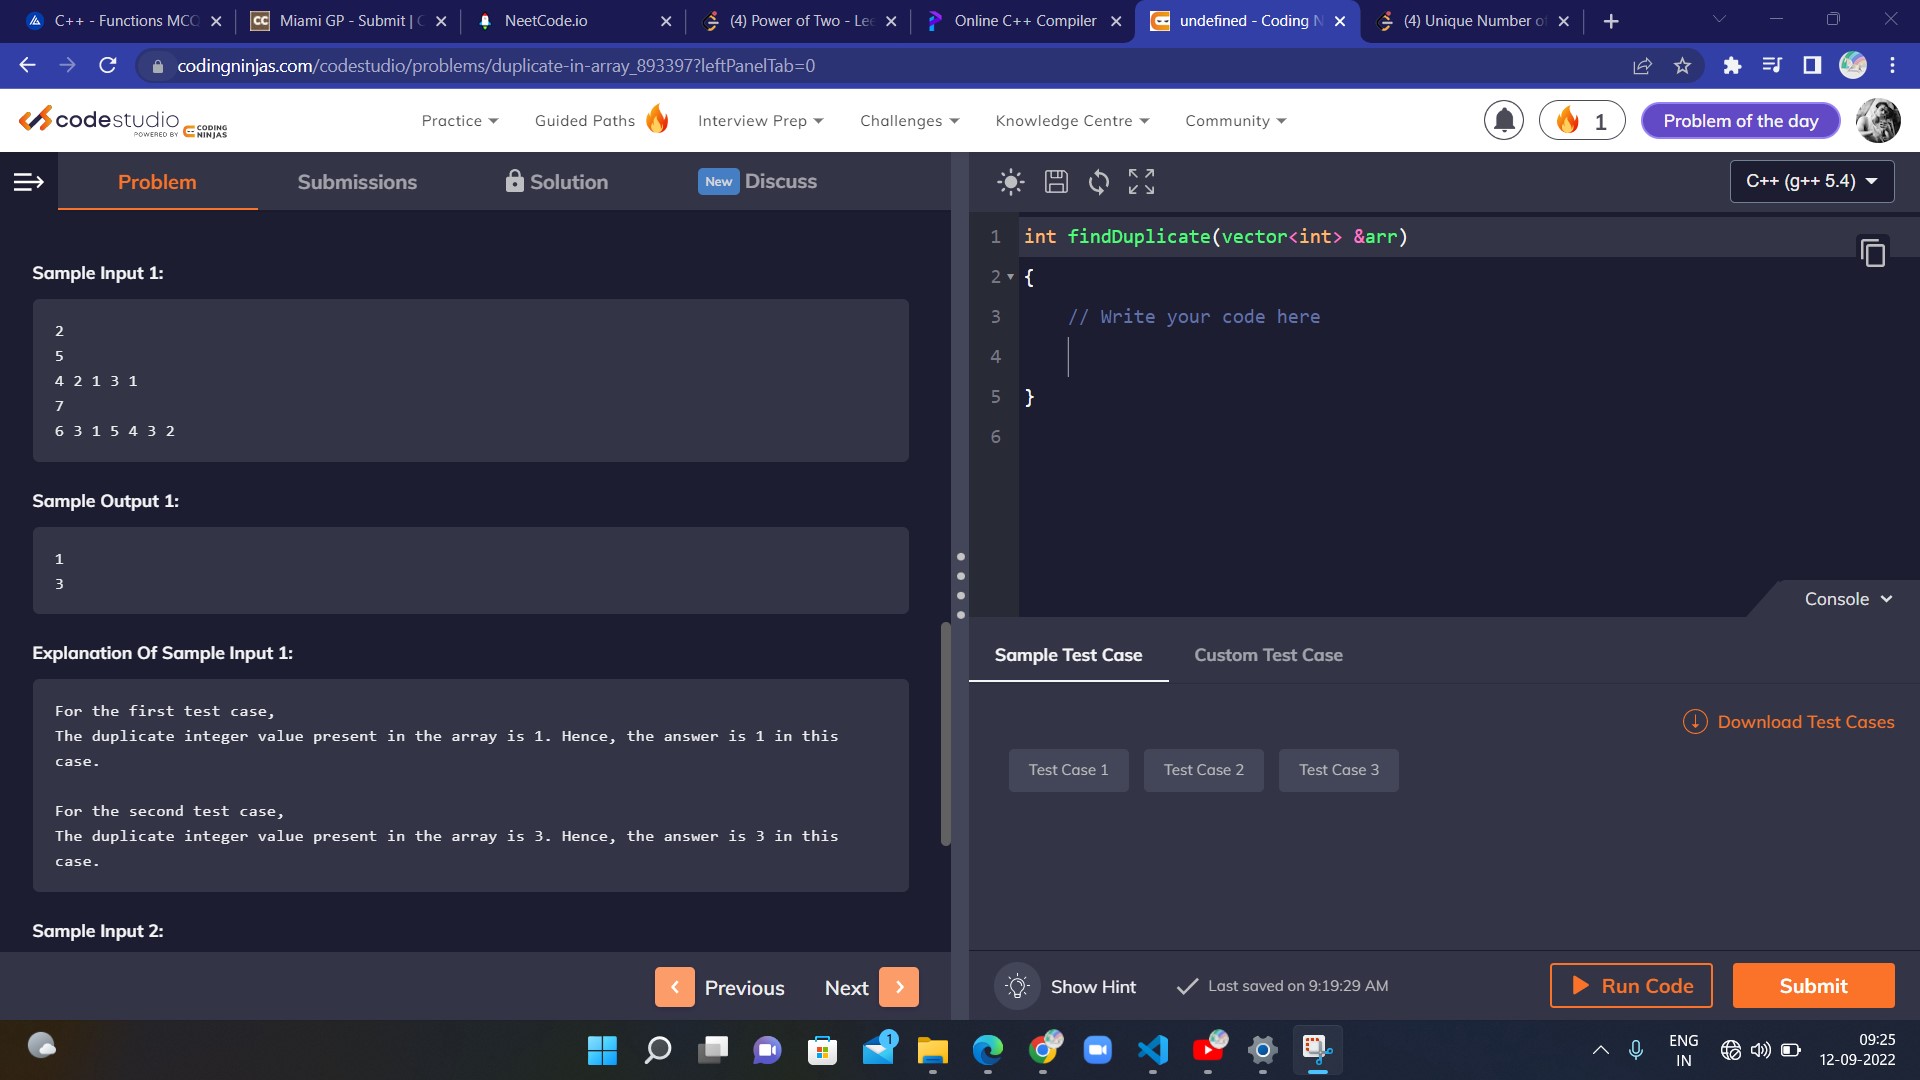 C++ - Functions MCQ
CC Miami GP - Submit | C
NeetCode.io
(4) Power of Two - Lee
Online C++ Compiler
undefined - Coding N
(4) Unique Number of
codingninjas.com/codestudio/problems/duplicate-in-array_893397?leftPanelTab=0
codestudio
POWERED BY CODING NINJAS
Practice
Guided Paths
Interview Prep
Challenges
Knowledge Centre
Community
1
Problem of the day
Problem
Submissions
Solution
New Discuss
C++ (g++ 5.4)
Sample Input 1:
2
5
4 2 1 3 1
7
6 3 1 5 4 3 2
Sample Output 1:
1
3
Explanation Of Sample Input 1:
For the first test case,
The duplicate integer value present in the array is 1. Hence, the answer is 1 in this
case.
For the second test case,
The duplicate integer value present in the array is 3. Hence, the answer is 3 in this
case.
Sample Input 2:
Previous
Next
1 int findDuplicate(vector<int> &arr)
2 {
3 // Write your code here
4
5 }
6
Console
Sample Test Case
Custom Test Case
Download Test Cases
Test Case 1
Test Case 2
Test Case 3
Show Hint
Last saved on 9:19:29 AM
Run Code
Submit
1
ENG
IN
09:25
12-09-2022